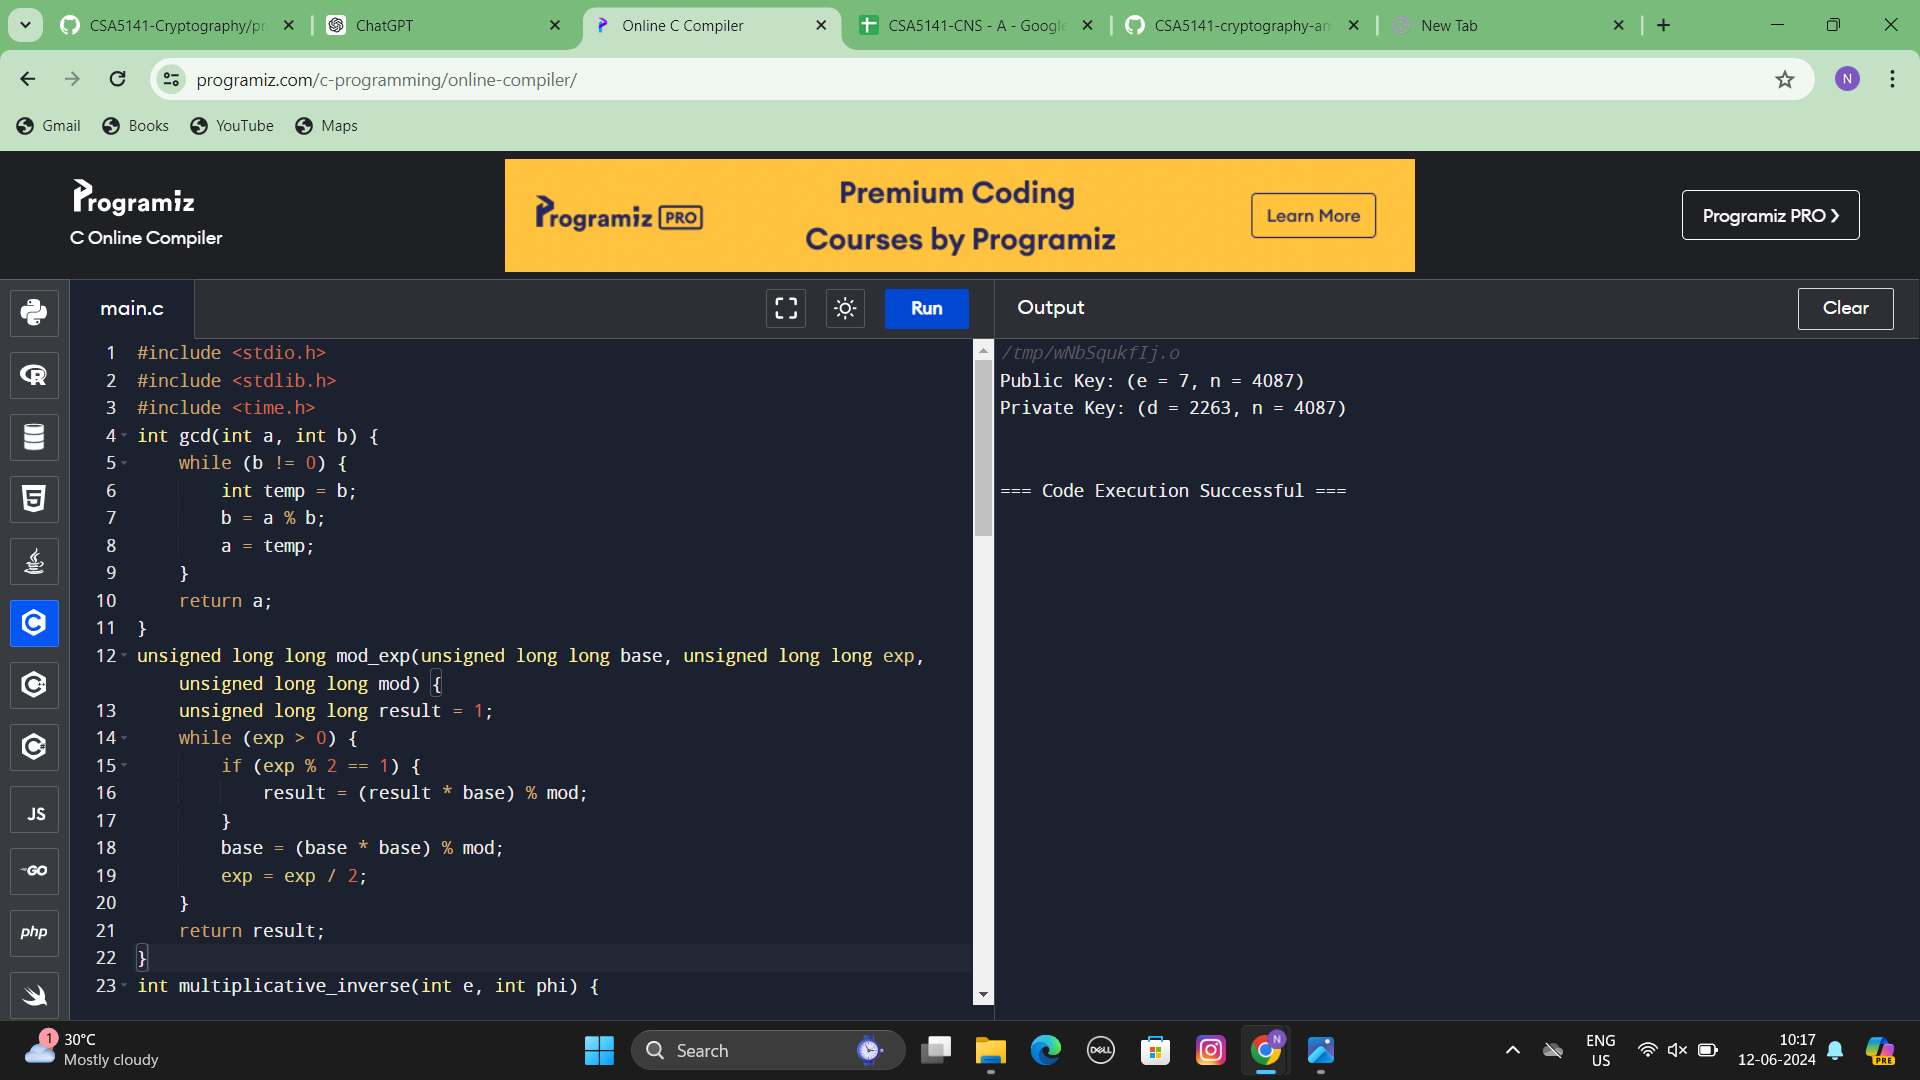 CSA5141-Cryptography/pr
ChatGPT
Online C Compiler
CSA5141-CNS - A - Google
CSA5141-cryptography-an
New Tab
programiz.com/c-programming/online-compiler/
N
Gmail
Books
YouTube
Maps
Programiz
C Online Compiler
Programiz PRO
Premium Coding
Courses by Programiz
Learn More
Programiz PRO ❯
main.c
Run
Output
Clear
1 #include <stdio.h>
2 #include <stdlib.h>
3 #include <time.h>
4 int gcd(int a, int b) {
5 while (b != 0) {
6 int temp = b;
7 b = a % b;
8 a = temp;
9 }
10 return a;
11 }
12 unsigned long long mod_exp(unsigned long long base, unsigned long long exp,
unsigned long long mod) {
13 unsigned long long result = 1;
14 while (exp > 0) {
15 if (exp % 2 == 1) {
16 result = (result * base) % mod;
17 }
18 base = (base * base) % mod;
19 exp = exp / 2;
20 }
21 return result;
22 }
23 int multiplicative_inverse(int e, int phi) {
/tmp/wNbSqukfIj.o
Public Key: (e = 7, n = 4087)
Private Key: (d = 2263, n = 4087)
=== Code Execution Successful ===
R
5
C
C
C
JS
GO
php
1
30°C
Mostly cloudy
Search
DELL
N
ENG
US
10:17
12-06-2024
PRE